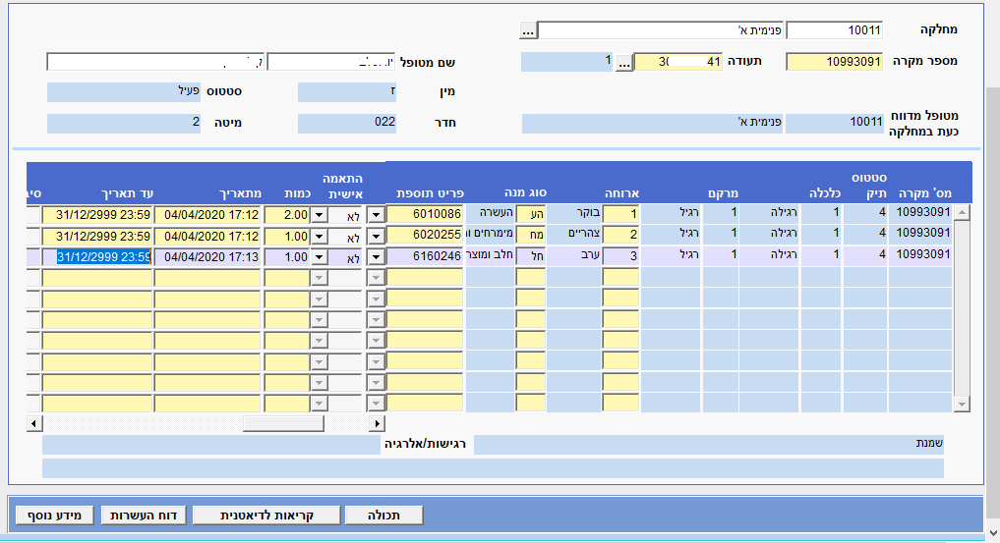 מחלקה 10011 פנימית א' ...
מספר מקרה 10993091 תעודה 30 41 ... 1
שם מטופל
מין ז סטטוס פעיל
מטופל מדווח כעת במחלקה 10011 פנימית א' חדר 022 מיטה 2
מס' מקרה סטטוס תיק כלכלה מרקם ארוחה סוג מנה פריט תוספת התאמה אישית כמות מתאריך עד תאריך סיב
10993091 4 1 רגילה 1 רגיל 1 בוקר הע העשרה 6010086 לא 2.00 04/04/2020 17:12 31/12/2999 23:59
10993091 4 1 רגילה 1 רגיל 2 צהריים מח מימרחים ור 6020255 לא 1.00 04/04/2020 17:12 31/12/2999 23:59
10993091 4 1 רגילה 1 רגיל 3 ערב חל חלב ומוצר 6160246 לא 1.00 04/04/2020 17:13 31/12/2999 23:59
שמנת רגישות/אלרגיה
תכולה קריאות לדיאטנית דוח העשרות מידע נוסף